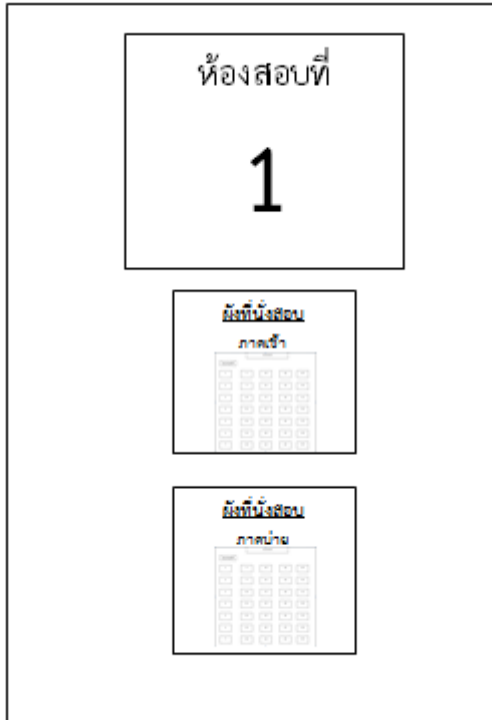 ห้องสอบที่
1
ผังที่นั่งสอบ
ภาคเช้า
ผังที่นั่งสอบ
ภาคบ่าย